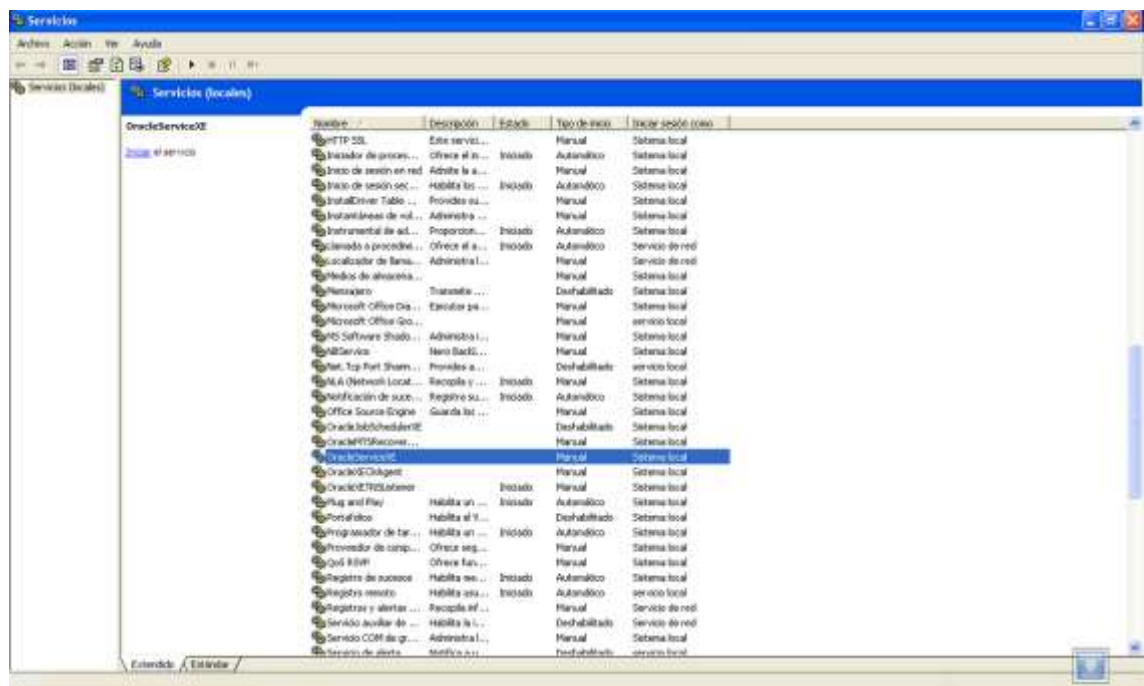 Servicios
Archivo Acción Ver Ayuda
Servicios (locales)
Servicios (locales)
OracleServiceXE
Iniciar el servicio
Nombre Descripción Estado Tipo de inicio Iniciar sesión como
HTTP SSL Este servici... Manual Sistema local
Iniciador de proces... Ofrece el in... Iniciado Automático Sistema local
Inicio de sesión en red Admite la a... Manual Sistema local
Inicio de sesión sec... Habilita los ... Iniciado Automático Sistema local
InstallDriver Table ... Provides su... Manual Sistema local
Instantáneas de vol... Administra ... Manual Sistema local
Instrumental de ad... Proporcion... Iniciado Automático Sistema local
Llamada a procedimi... Ofrece el a... Iniciado Automático Servicio de red
Localizador de llama... Administra l... Manual Servicio de red
Medios de almacena... Manual Sistema local
Mensajero Transmite ... Deshabilitado Sistema local
Microsoft Office Dia... Ejecutar pa... Manual Sistema local
Microsoft Office Gro... Manual servicio local
MS Software Shado... Administra l... Manual Sistema local
NBService Nero BackI... Manual Sistema local
Net. Tcp Port Sharin... Provides a... Deshabilitado servicio local
NLA (Network Locat... Recopila y ... Iniciado Manual Sistema local
Notificación de suce... Registra su... Iniciado Automático Sistema local
Office Source Engine Guarda los ... Manual Sistema local
OracleJobSchedulerXE Deshabilitado Sistema local
OracleMTSRecover... Manual Sistema local
OracleServiceXE Manual Sistema local
OracleXEClrAgent Manual Sistema local
OracleXETNSListener Iniciado Manual Sistema local
Plug and Play Habilita un ... Iniciado Automático Sistema local
Portafolios Habilita el V... Deshabilitado Sistema local
Programador de tar... Habilita un ... Iniciado Automático Sistema local
Proveedor de comp... Ofrece seg... Manual Sistema local
QoS RSVP Ofrece fun... Manual Sistema local
Registro de sucesos Habilita me... Iniciado Automático Sistema local
Registro remoto Habilita usu... Iniciado Automático servicio local
Registros y alertas ... Recopila inf... Manual Servicio de red
Servicio auxiliar de ... Habilita la i... Deshabilitado Servicio de red
Servicio COM de gr... Administra l... Manual Sistema local
Servicio de alerta Notifica a u... Deshabilitado servicio local
Extendido Estándar